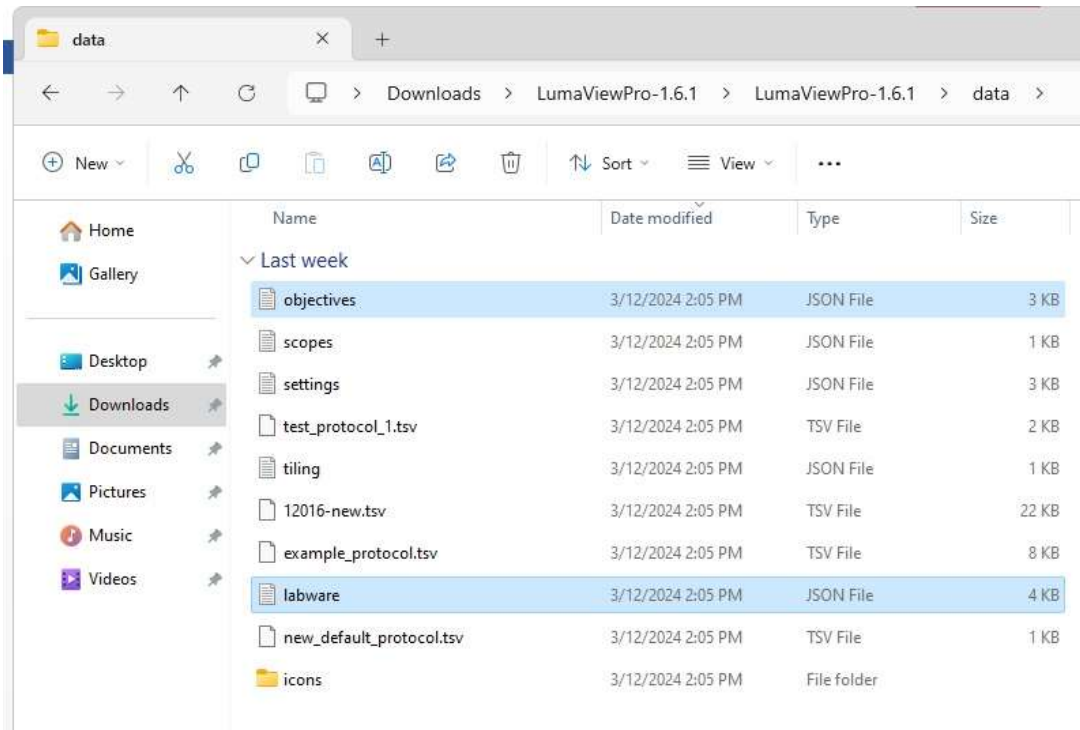 data
Downloads > LumaViewPro-1.6.1 > LumaViewPro-1.6.1 > data >
New Sort View ...
Name Date modified Type Size
Home
Gallery
Desktop
Downloads
Documents
Pictures
Music
Videos
Last week
objectives 3/12/2024 2:05 PM JSON File 3 KB
scopes 3/12/2024 2:05 PM JSON File 1 KB
settings 3/12/2024 2:05 PM JSON File 3 KB
test_protocol_1.tsv 3/12/2024 2:05 PM TSV File 2 KB
tiling 3/12/2024 2:05 PM JSON File 1 KB
12016-new.tsv 3/12/2024 2:05 PM TSV File 22 KB
example_protocol.tsv 3/12/2024 2:05 PM TSV File 8 KB
labware 3/12/2024 2:05 PM JSON File 4 KB
new_default_protocol.tsv 3/12/2024 2:05 PM TSV File 1 KB
icons 3/12/2024 2:05 PM File folder